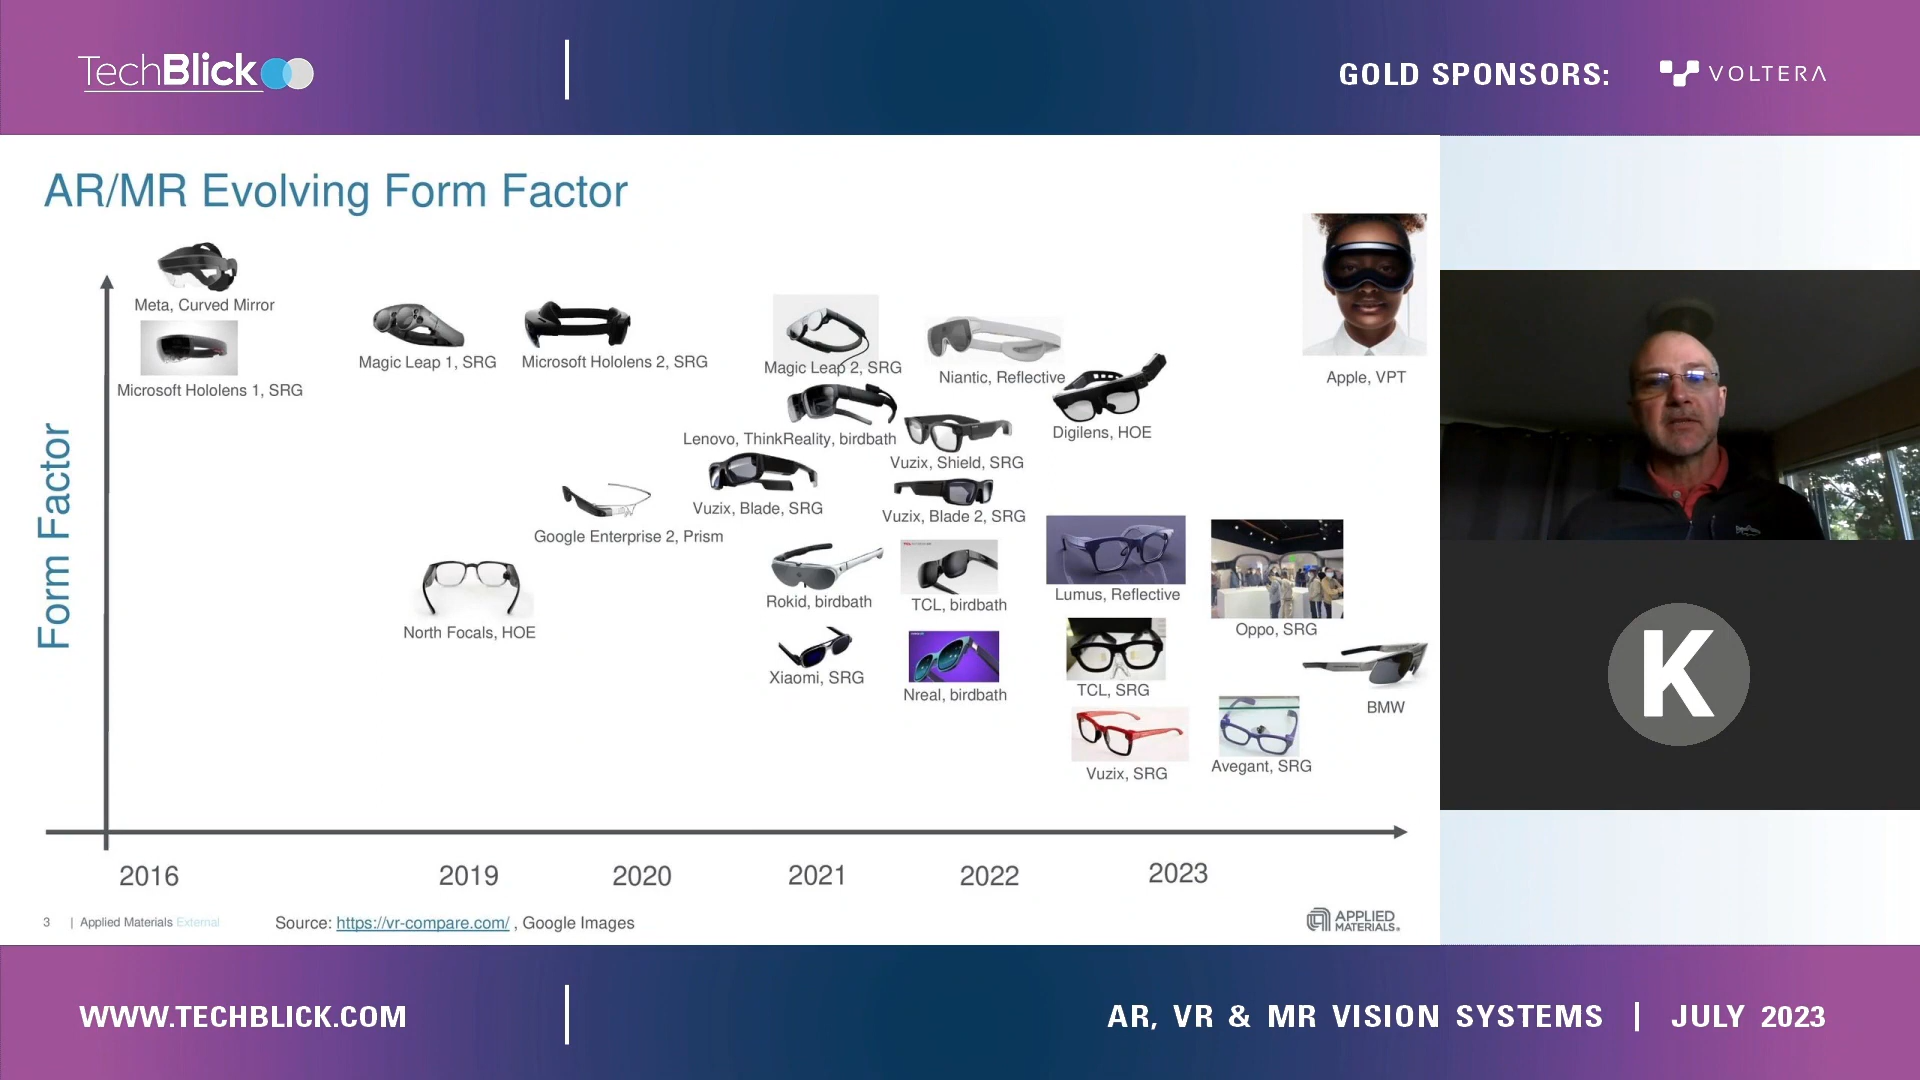 TechBlick
GOLD SPONSORS:
VOLTERA
AR/MR Evolving Form Factor
Meta, Curved Mirror
Microsoft Hololens 1, SRG
Magic Leap 1, SRG
Microsoft Hololens 2, SRG
Magic Leap 2, SRG
Niantic, Reflective
Apple, VPT
Lenovo, ThinkReality, birdbath
Digilens, HOE
Vuzix, Shield, SRG
Vuzix, Blade, SRG
Vuzix, Blade 2, SRG
Google Enterprise 2, Prism
Rokid, birdbath
TCL, birdbath
Lumus, Reflective
Oppo, SRG
North Focals, HOE
Xiaomi, SRG
Nreal, birdbath
TCL, SRG
BMW
Vuzix, SRG
Avegant, SRG
Form Factor
2016
2019
2020
2021
2022
2023
3 | Applied Materials External
Source: https://vr-compare.com/ , Google Images
APPLIED
MATERIALS®
K
WWW.TECHBLICK.COM
AR, VR & MR VISION SYSTEMS | JULY 2023